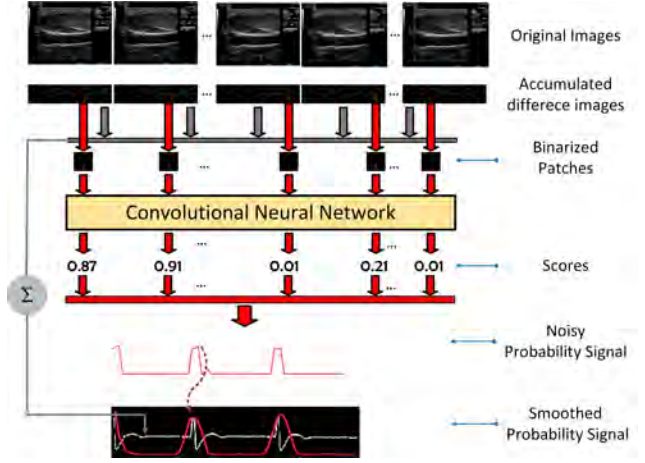 Original Images
...
...
Accumulated
differece images
...
...
Binarized
Patches
...
...
Convolutional Neural Network
...
...
0.87 0.91 0.01 0.21 0.01
Scores
...
...
Σ
Noisy
Probability Signal
Smoothed
Probability Signal